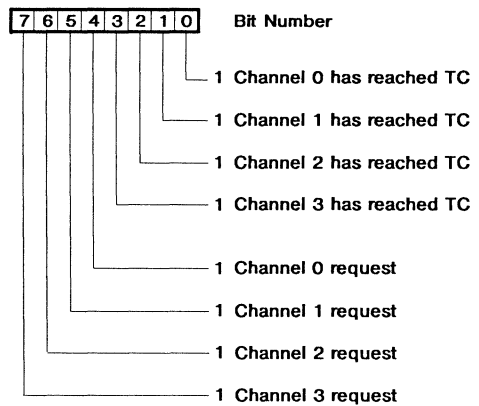 7 6 5 4 3 2 1 0 Bit Number
1 Channel 0 has reached TC
1 Channel 1 has reached TC
1 Channel 2 has reached TC
1 Channel 3 has reached TC
1 Channel 0 request
1 Channel 1 request
1 Channel 2 request
1 Channel 3 request